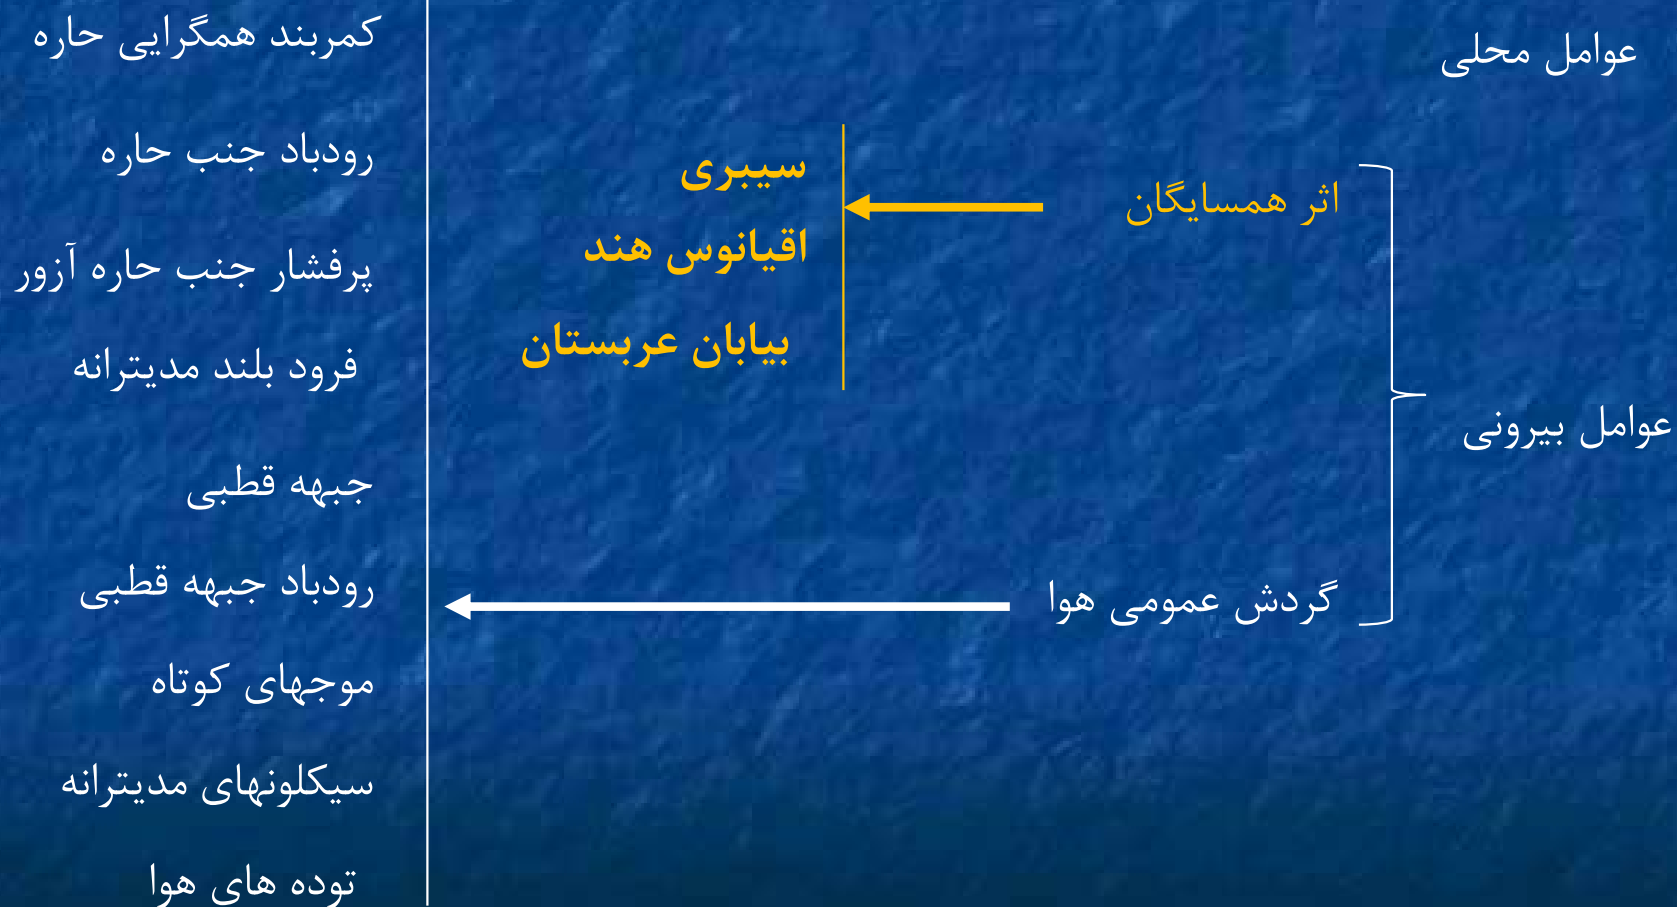 عوامل محلی
عوامل بیرونی
اثر همسایگان
سیبری
اقیانوس هند
بیابان عربستان
گردش عمومی هوا
کمربند همگرایی حاره
رودباد جنب حاره
پرفشار جنب حاره آزور
فرود بلند مدیترانه
جبهه قطبی
رودباد جبهه قطبی
موجهای کوتاه
سیکلونهای مدیترانه
توده های هوا